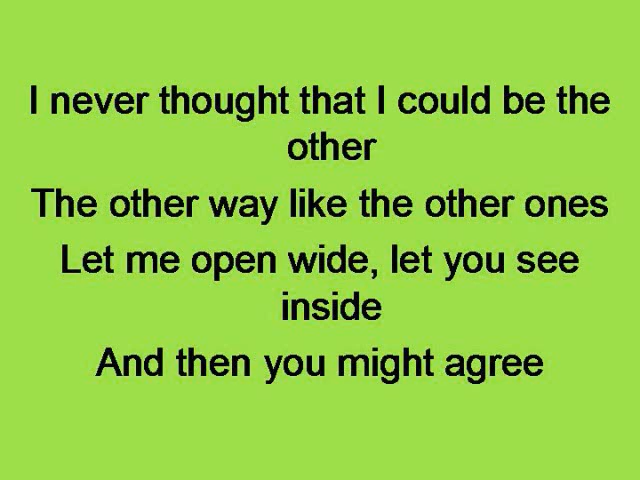 I never thought that I could be the
other
The other way like the other ones
Let me open wide, let you see
inside
And then you might agree